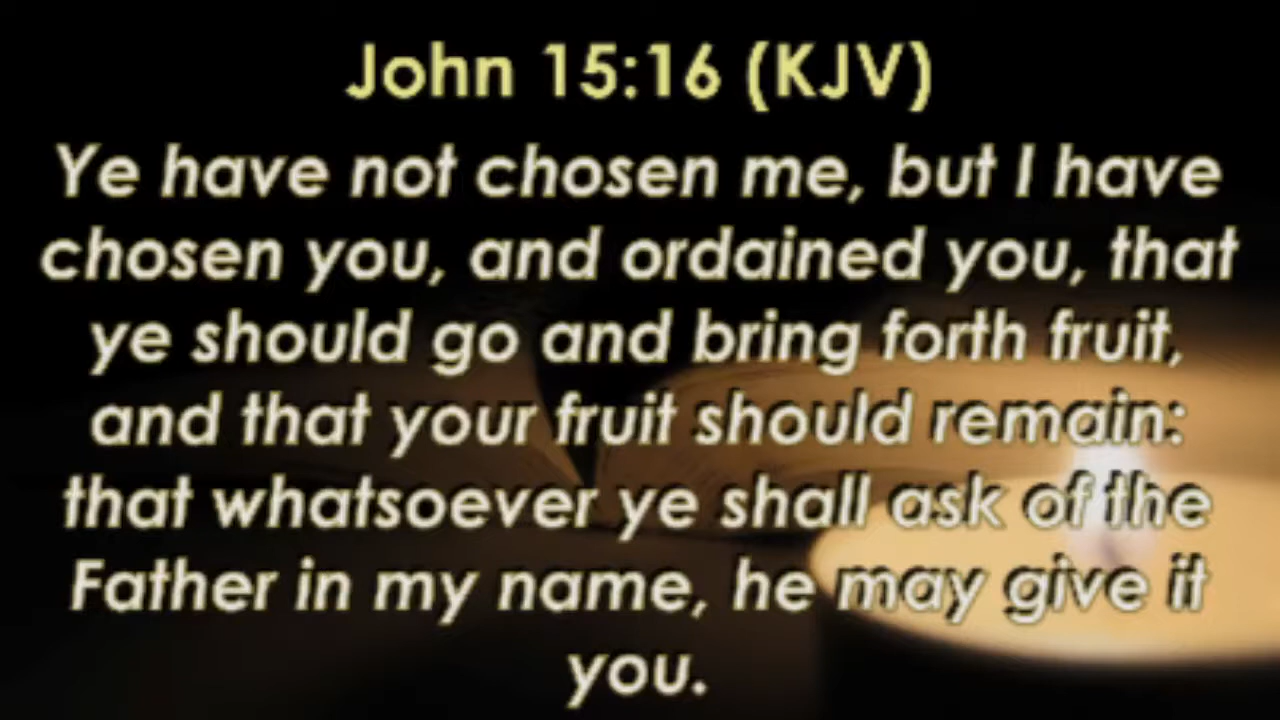 John 15:16 (KJV)
Ye have not chosen me, but I have
chosen you, and ordained you, that
ye should go and bring forth fruit,
and that your fruit should remain:
that whatsoever ye shall ask of the
Father in my name, he may give it
you.